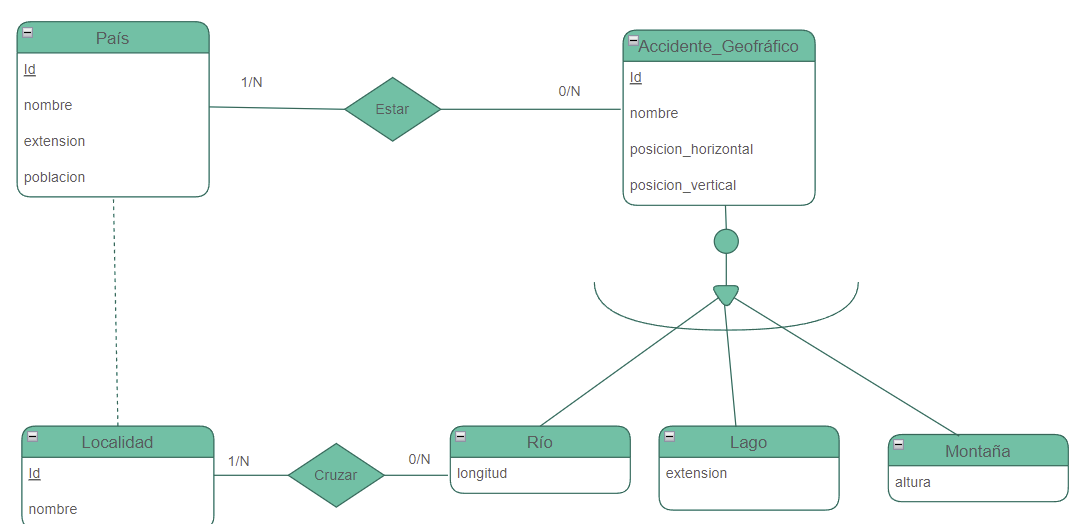 País
Id
nombre
extension
poblacion
1/N
Estar
0/N
Accidente_Geofráfico
Id
nombre
posicion_horizontal
posicion_vertical
Localidad
Id
nombre
1/N
Cruzar
0/N
Río
longitud
Lago
extension
Montaña
altura